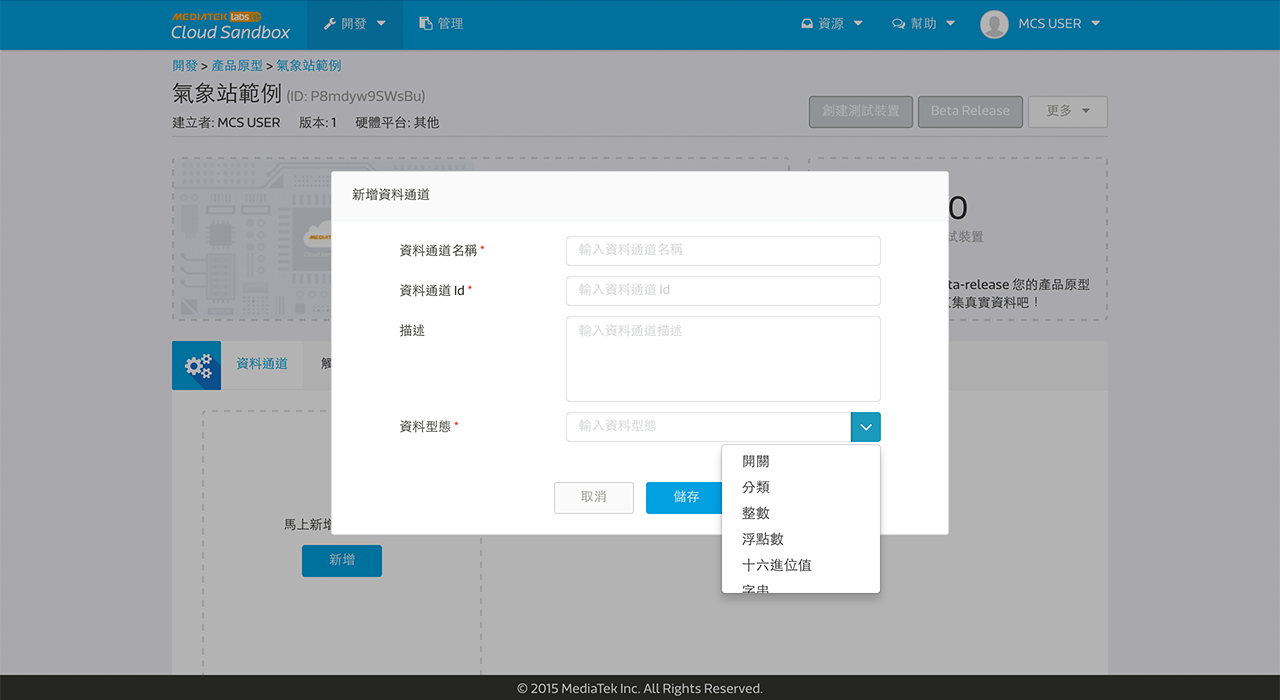 MEDIATEK labs
Cloud Sandbox
開發
管理
資源
幫助
MCS USER
開發 > 產品原型 > 氣象站範例
氣象站範例 (ID: P8mdyw9SWsBu)
建立者: MCS USER 版本: 1 硬體平台: 其他
創建測試裝置
Beta Release
更多
新增資料通道
資料通道名稱 *
輸入資料通道名稱
資料通道 Id *
輸入資料通道 Id
描述
輸入資料通道描述
資料型態 *
輸入資料型態
開關
分類
整數
浮點數
十六進位值
字串
取消
儲存
0
試裝置
ta-release 您的產品原型
集真實資料吧！
資料通道
觸
馬上新增
新增
© 2015 MediaTek Inc. All Rights Reserved.